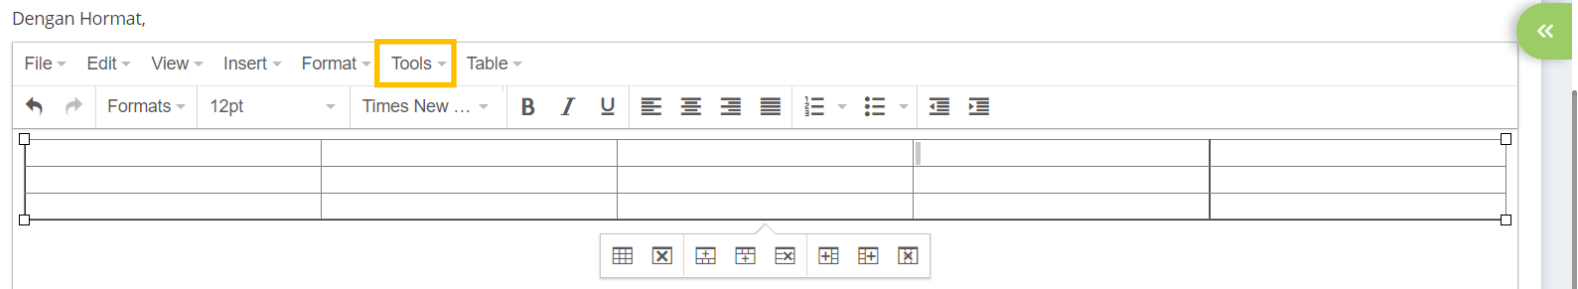 Dengan Hormat,
File Edit View Insert Format Tools Table
Formats 12pt Times New ... B I U